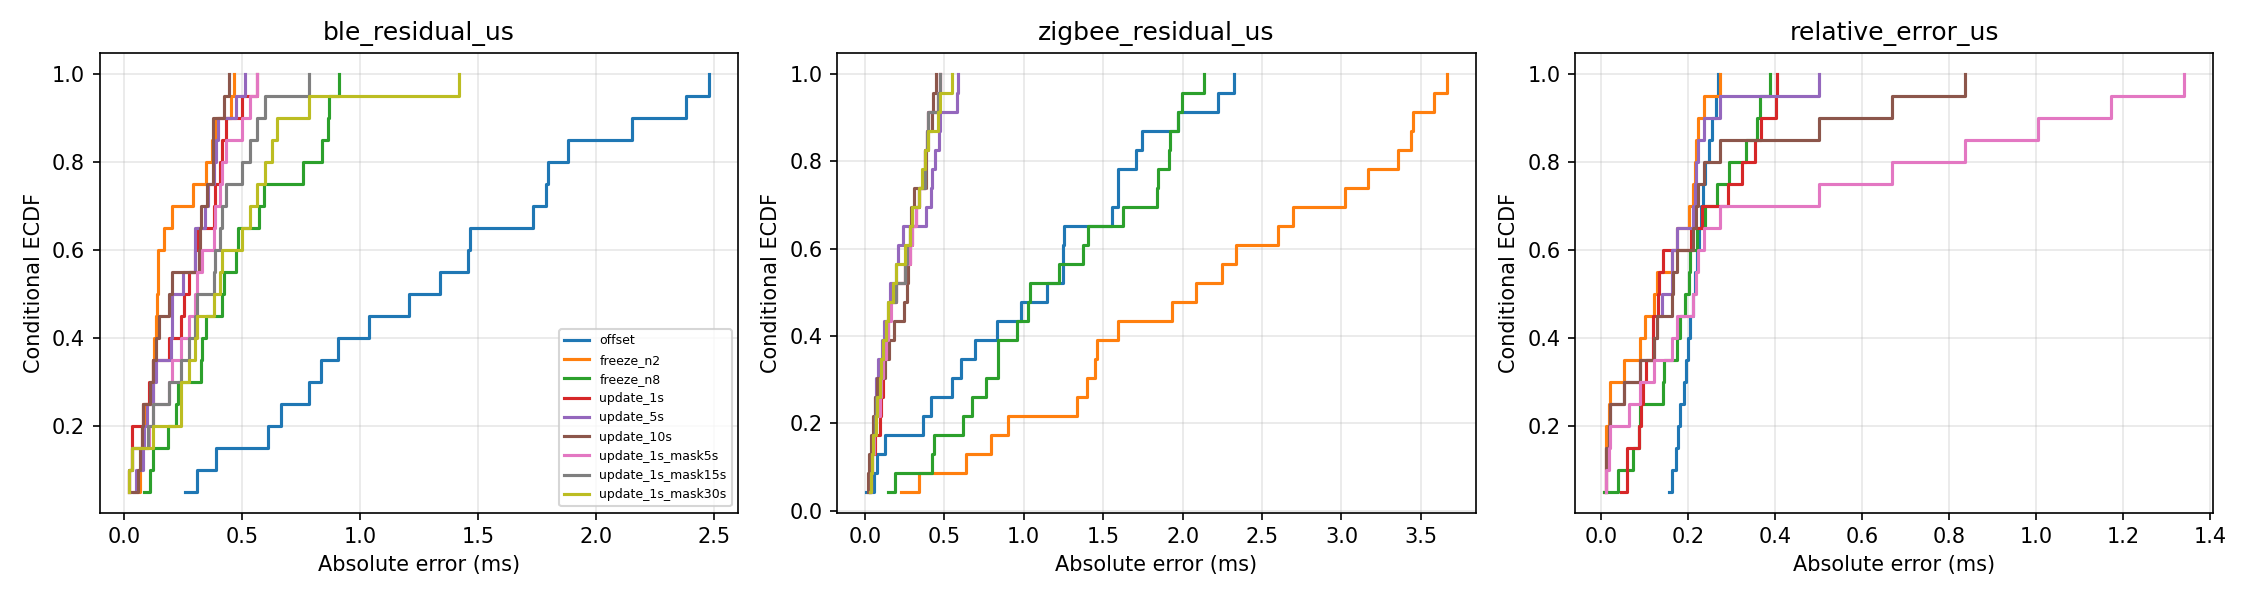 ble_residual_us
Conditional ECDF
1.0
0.8
0.6
0.4
0.2
0.0
0.5
1.0
1.5
2.0
2.5
Absolute error (ms)
offset
freeze_n2
freeze_n8
update_1s
update_5s
update_10s
update_1s_mask5s
update_1s_mask15s
update_1s_mask30s
zigbee_residual_us
Conditional ECDF
1.0
0.8
0.6
0.4
0.2
0.0
0.0
0.5
1.0
1.5
2.0
2.5
3.0
3.5
Absolute error (ms)
relative_error_us
Conditional ECDF
1.0
0.8
0.6
0.4
0.2
0.0
0.2
0.4
0.6
0.8
1.0
1.2
1.4
Absolute error (ms)